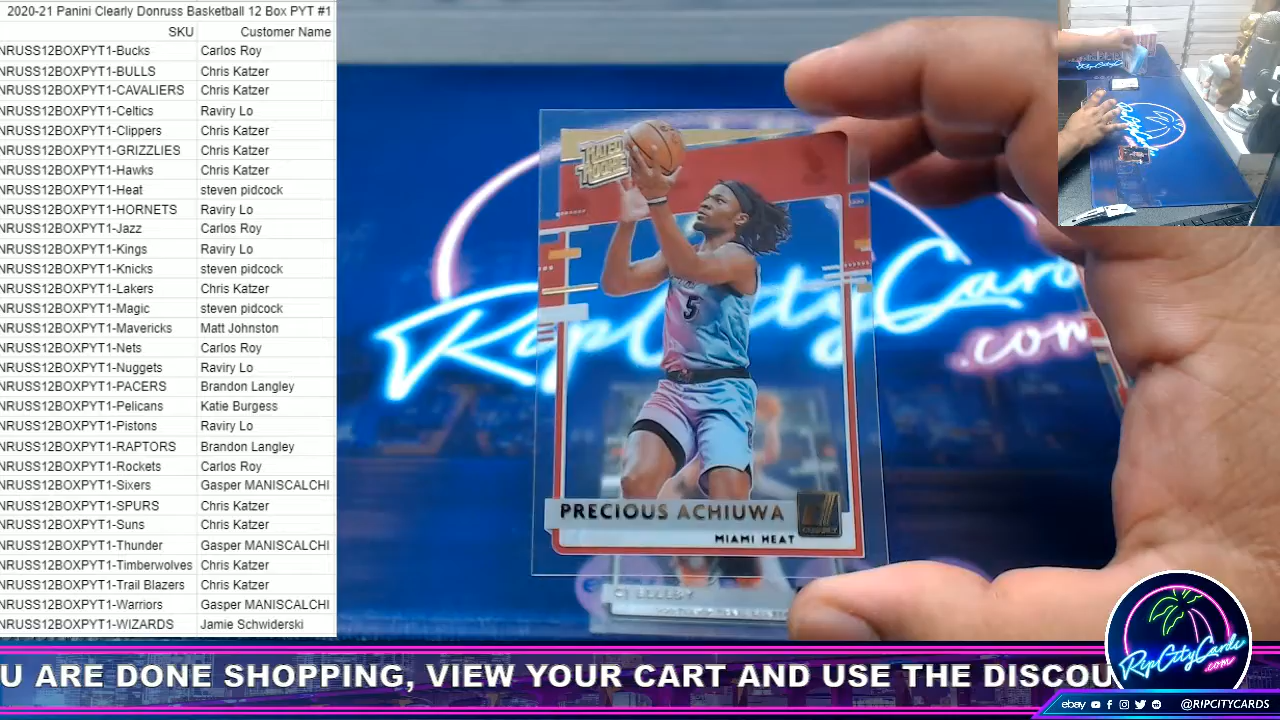 2020-21 Panini Clearly Donruss Basketball 12 Box PYT #1
SKU Customer Name
NRUSS12BOXPYT1-Bucks Carlos Roy
NRUSS12BOXPYT1-BULLS Chris Katzer
NRUSS12BOXPYT1-CAVALIERS Chris Katzer
NRUSS12BOXPYT1-Celtics Raviry Lo
NRUSS12BOXPYT1-Clippers Chris Katzer
NRUSS12BOXPYT1-GRIZZLIES Chris Katzer
NRUSS12BOXPYT1-Hawks Chris Katzer
NRUSS12BOXPYT1-Heat steven pidcock
NRUSS12BOXPYT1-HORNETS Raviry Lo
NRUSS12BOXPYT1-Jazz Carlos Roy
NRUSS12BOXPYT1-Kings Raviry Lo
NRUSS12BOXPYT1-Knicks steven pidcock
NRUSS12BOXPYT1-Lakers Chris Katzer
NRUSS12BOXPYT1-Magic steven pidcock
NRUSS12BOXPYT1-Mavericks Matt Johnston
NRUSS12BOXPYT1-Nets Carlos Roy
NRUSS12BOXPYT1-Nuggets Raviry Lo
NRUSS12BOXPYT1-PACERS Brandon Langley
NRUSS12BOXPYT1-Pelicans Katie Burgess
NRUSS12BOXPYT1-Pistons Raviry Lo
NRUSS12BOXPYT1-RAPTORS Brandon Langley
NRUSS12BOXPYT1-Rockets Carlos Roy
NRUSS12BOXPYT1-Sixers Gasper MANISCALCHI
NRUSS12BOXPYT1-SPURS Chris Katzer
NRUSS12BOXPYT1-Suns Chris Katzer
NRUSS12BOXPYT1-Thunder Gasper MANISCALCHI
NRUSS12BOXPYT1-Timberwolves Chris Katzer
NRUSS12BOXPYT1-Trail Blazers Chris Katzer
NRUSS12BOXPYT1-Warriors Gasper MANISCALCHI
NRUSS12BOXPYT1-WIZARDS Jamie Schwiderski
RATED ROOKIE
5
RipCityCards
.com
PRECIOUS ACHIUWA
MIAMI HEAT
CJ ELLEBY
U ARE DONE SHOPPING, VIEW YOUR CART AND USE THE DISCOU
RipCityCards
.com
ebay @RIPCITYCARDS